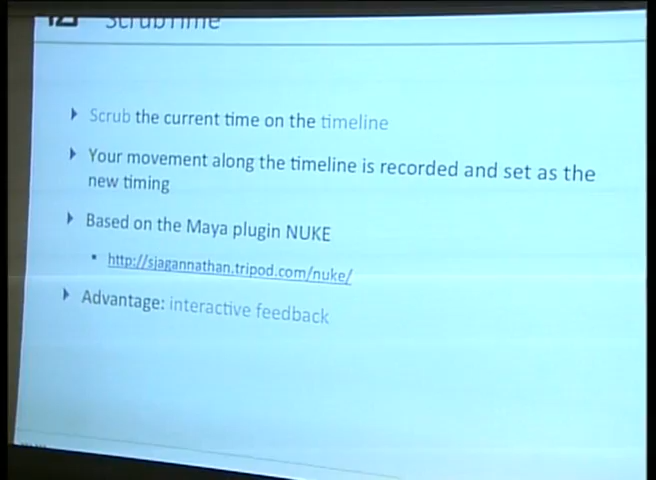 ScrubTime
Scrub the current time on the timeline
Your movement along the timeline is recorded and set as the
new timing
Based on the Maya plugin NUKE
http://sjagannathan.tripod.com/nuke/
Advantage: interactive feedback